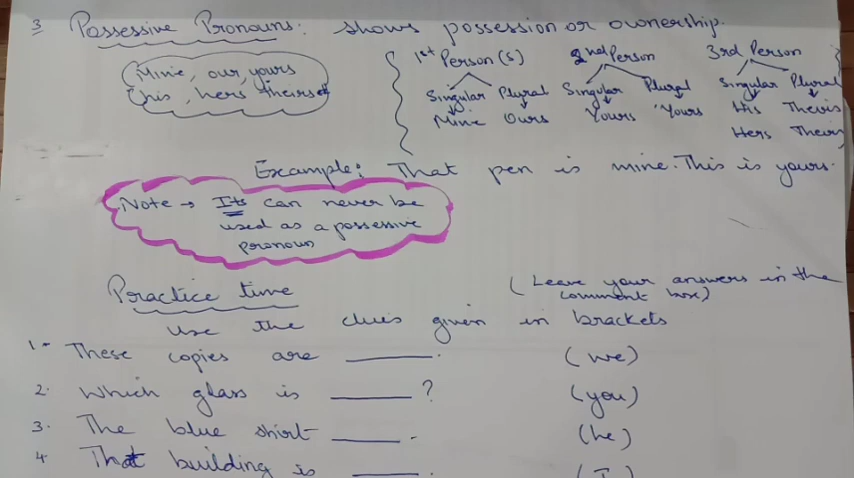 3 Possessive Pronouns: shows possession or ownership.
Mine, our, yours
his, hers theirs
1st Person (s) 2nd Person 3rd Person
Singular Plural Singular Plural Singular Plural
Mine Ours Yours Yours His Theirs
Hers Theirs
Example: That pen is mine. This is yours.
Note → Its can never be
used as a possessive
pronoun
Practice time (Leave your answers in the
comment box)
Use the clues given in brackets
1- These copies are ______. (we)
2. Which glass is ______? (you)
3. The blue shirt ______. (he)
4. That building is ______. (I)